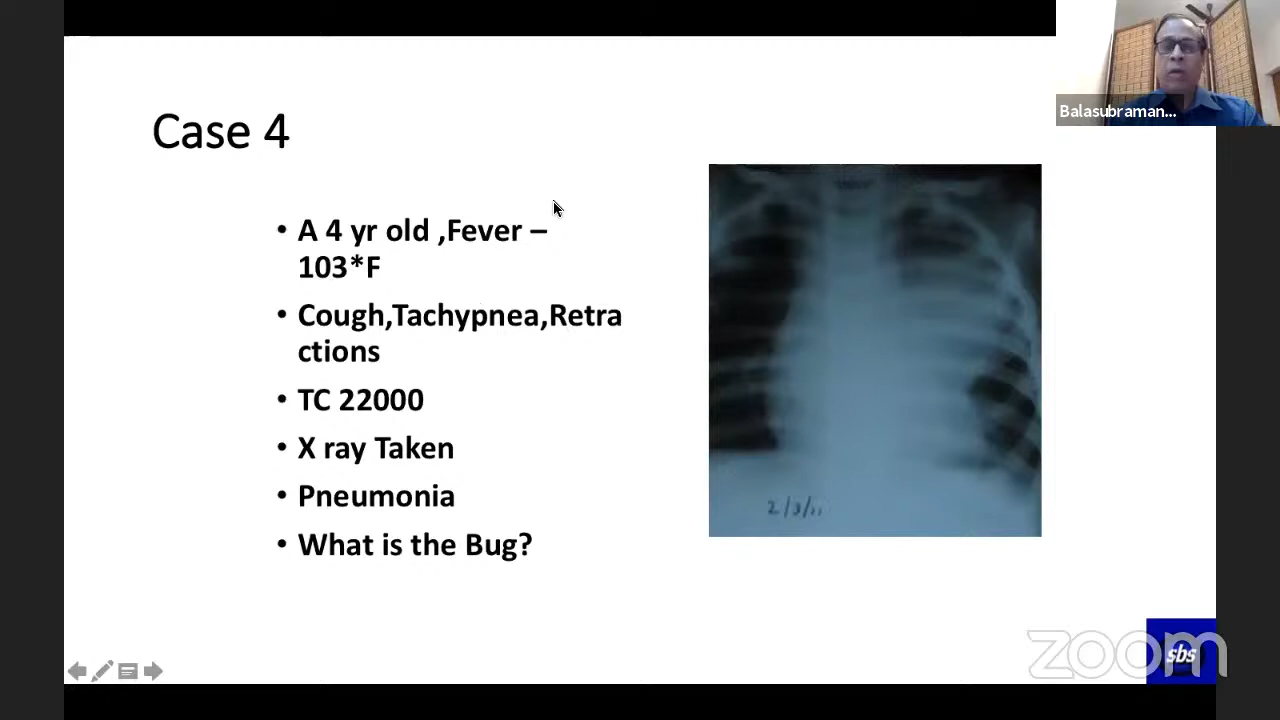 Balasubraman...
Case 4
• A 4 yr old ,Fever –
103*F
• Cough,Tachypnea,Retra
ctions
• TC 22000
• X ray Taken
• Pneumonia
• What is the Bug?
zoom
sbs